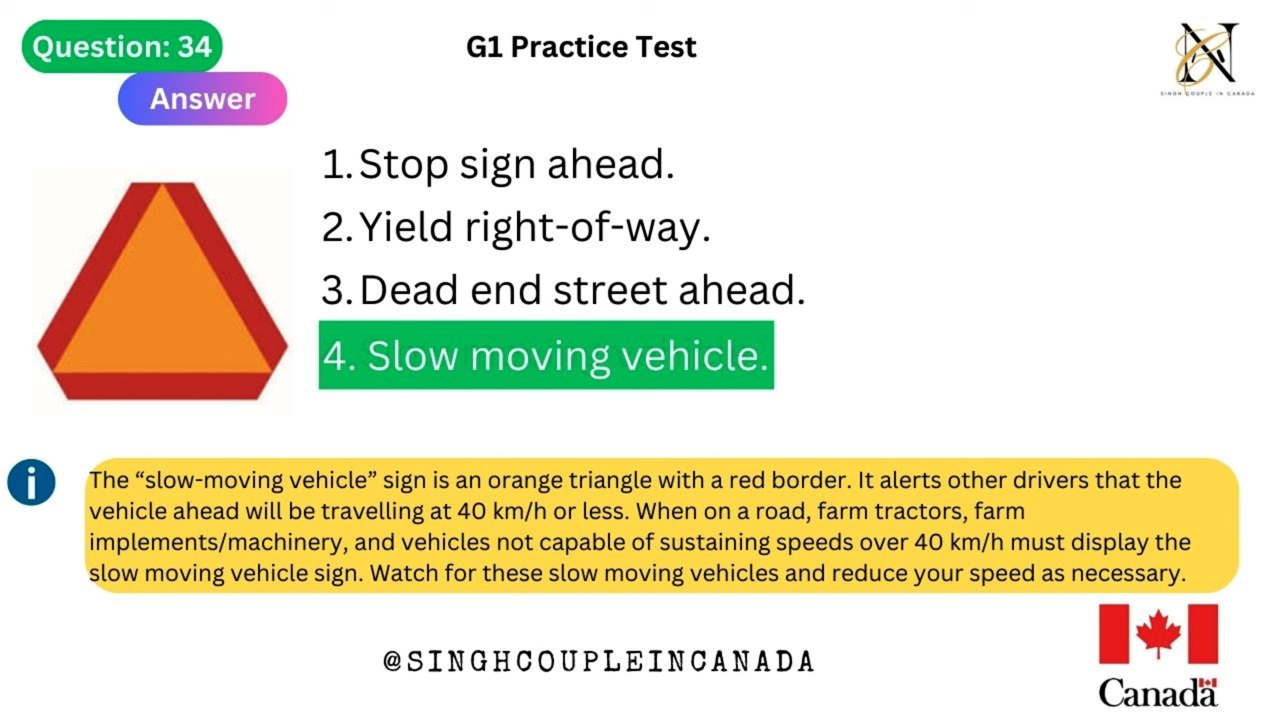 Question: 34
G1 Practice Test
Answer
SINGH COUPLE IN CANADA
1. Stop sign ahead.
2. Yield right-of-way.
3. Dead end street ahead.
4. Slow moving vehicle.
i
The “slow-moving vehicle” sign is an orange triangle with a red border. It alerts other drivers that the
vehicle ahead will be travelling at 40 km/h or less. When on a road, farm tractors, farm
implements/machinery, and vehicles not capable of sustaining speeds over 40 km/h must display the
slow moving vehicle sign. Watch for these slow moving vehicles and reduce your speed as necessary.
@SINGHCOUPLEINCANADA
Canada